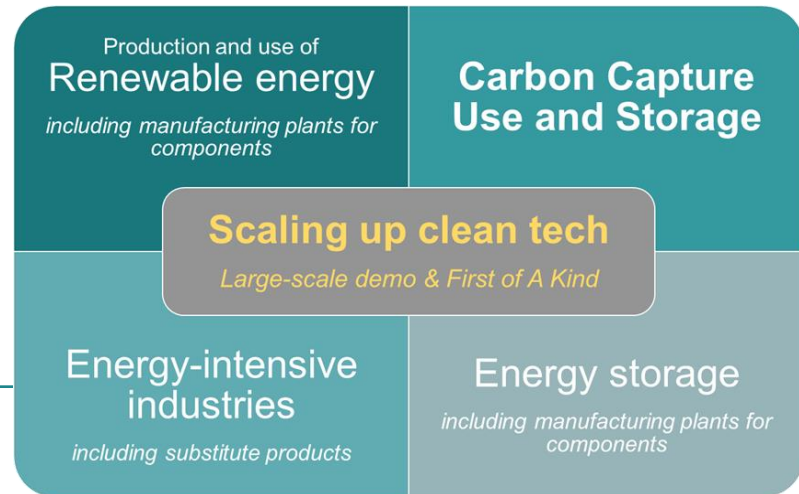 Production and use of
Renewable energy
including manufacturing plants for
components
Carbon Capture
Use and Storage
Scaling up clean tech
Large-scale demo & First of A Kind
Energy-intensive
industries
including substitute products
Energy storage
including manufacturing plants for
components